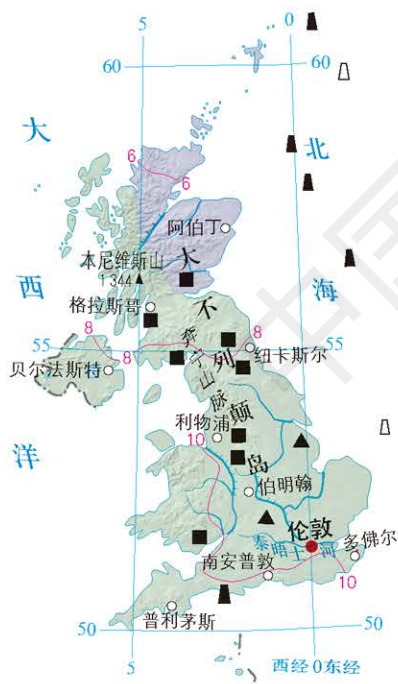 5
0
60
60
大
北
6
6
阿伯丁
本尼维斯山
1 344
大
西
海
格拉斯哥
不
8
8
8
奔宁山脉
55
55
列
纽卡斯尔
贝尔法斯特
颠
利物浦
10
洋
岛
伯明翰
伦敦
泰晤士河
多佛尔
南安普敦
10
普利茅斯
50
50
5
西经 0 东经
中国